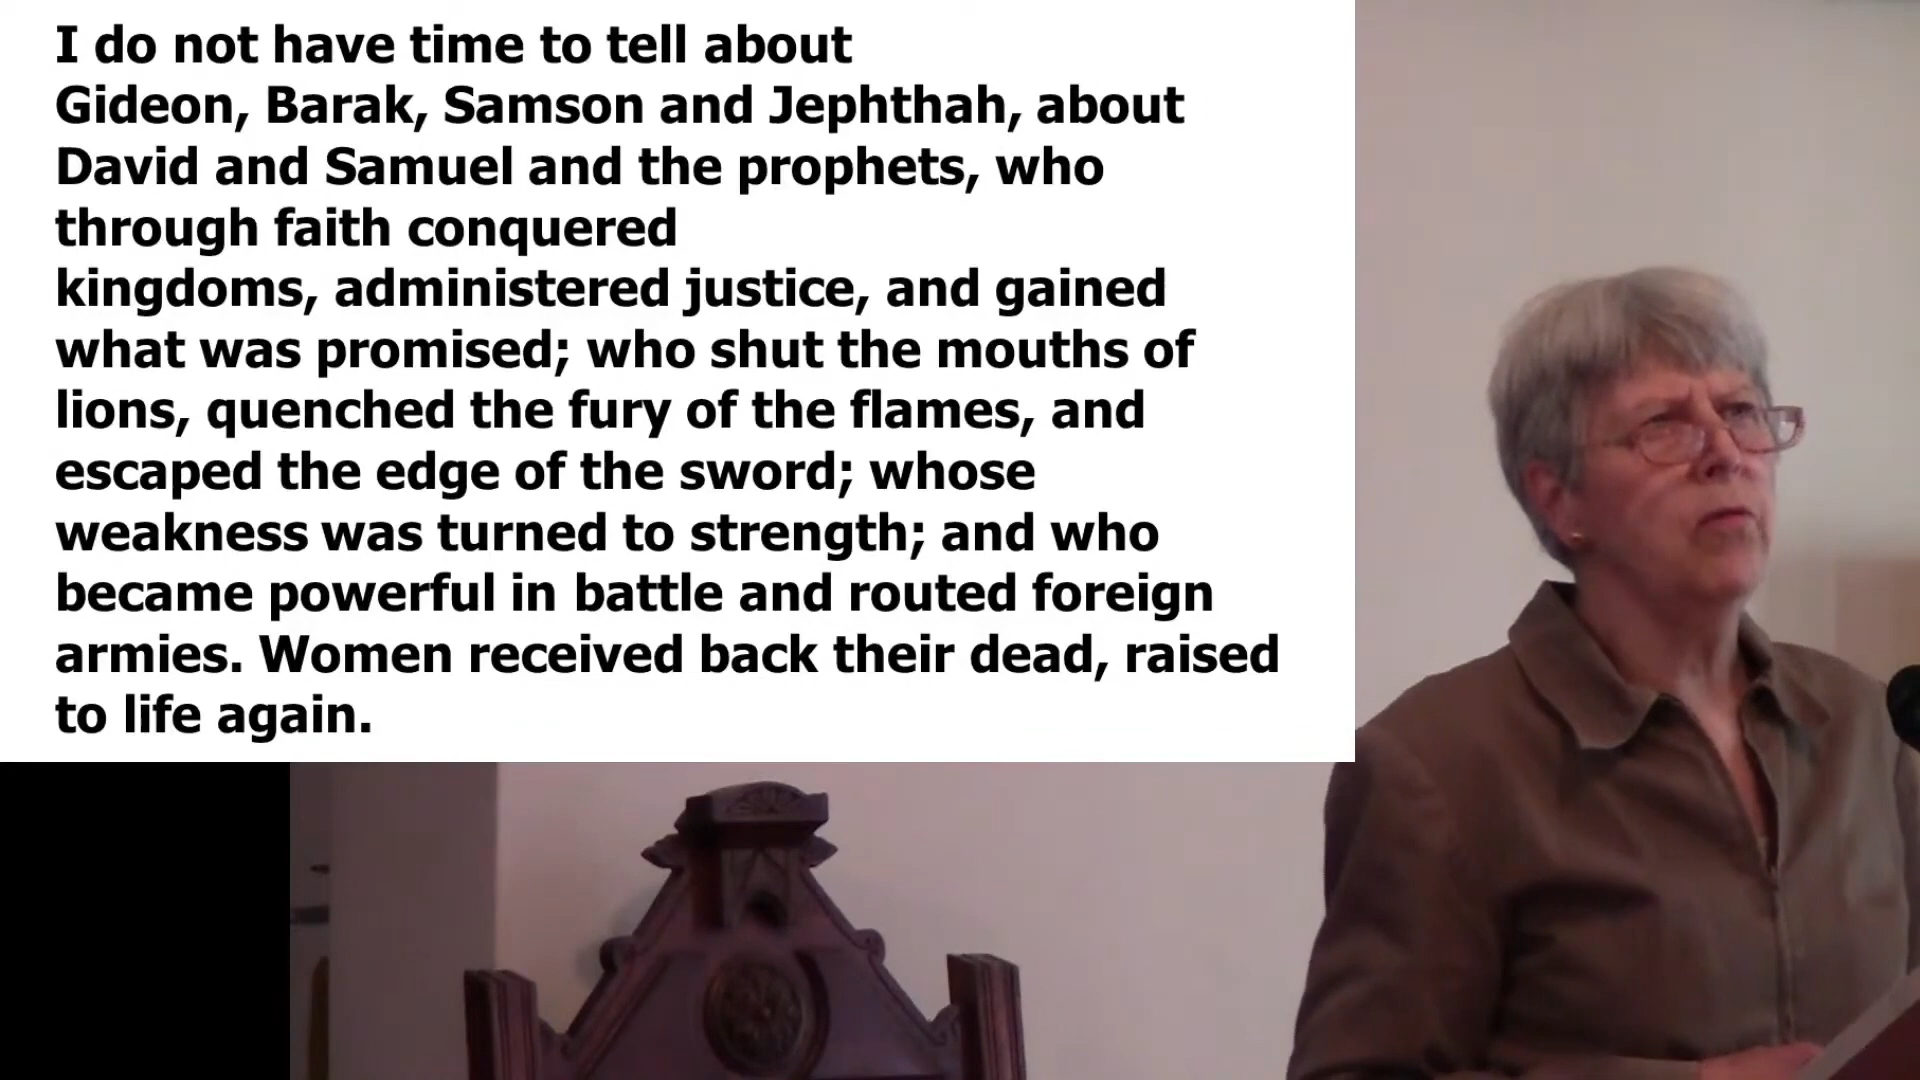 I do not have time to tell about
Gideon, Barak, Samson and Jephthah, about
David and Samuel and the prophets, who
through faith conquered
kingdoms, administered justice, and gained
what was promised; who shut the mouths of
lions, quenched the fury of the flames, and
escaped the edge of the sword; whose
weakness was turned to strength; and who
became powerful in battle and routed foreign
armies. Women received back their dead, raised
to life again.